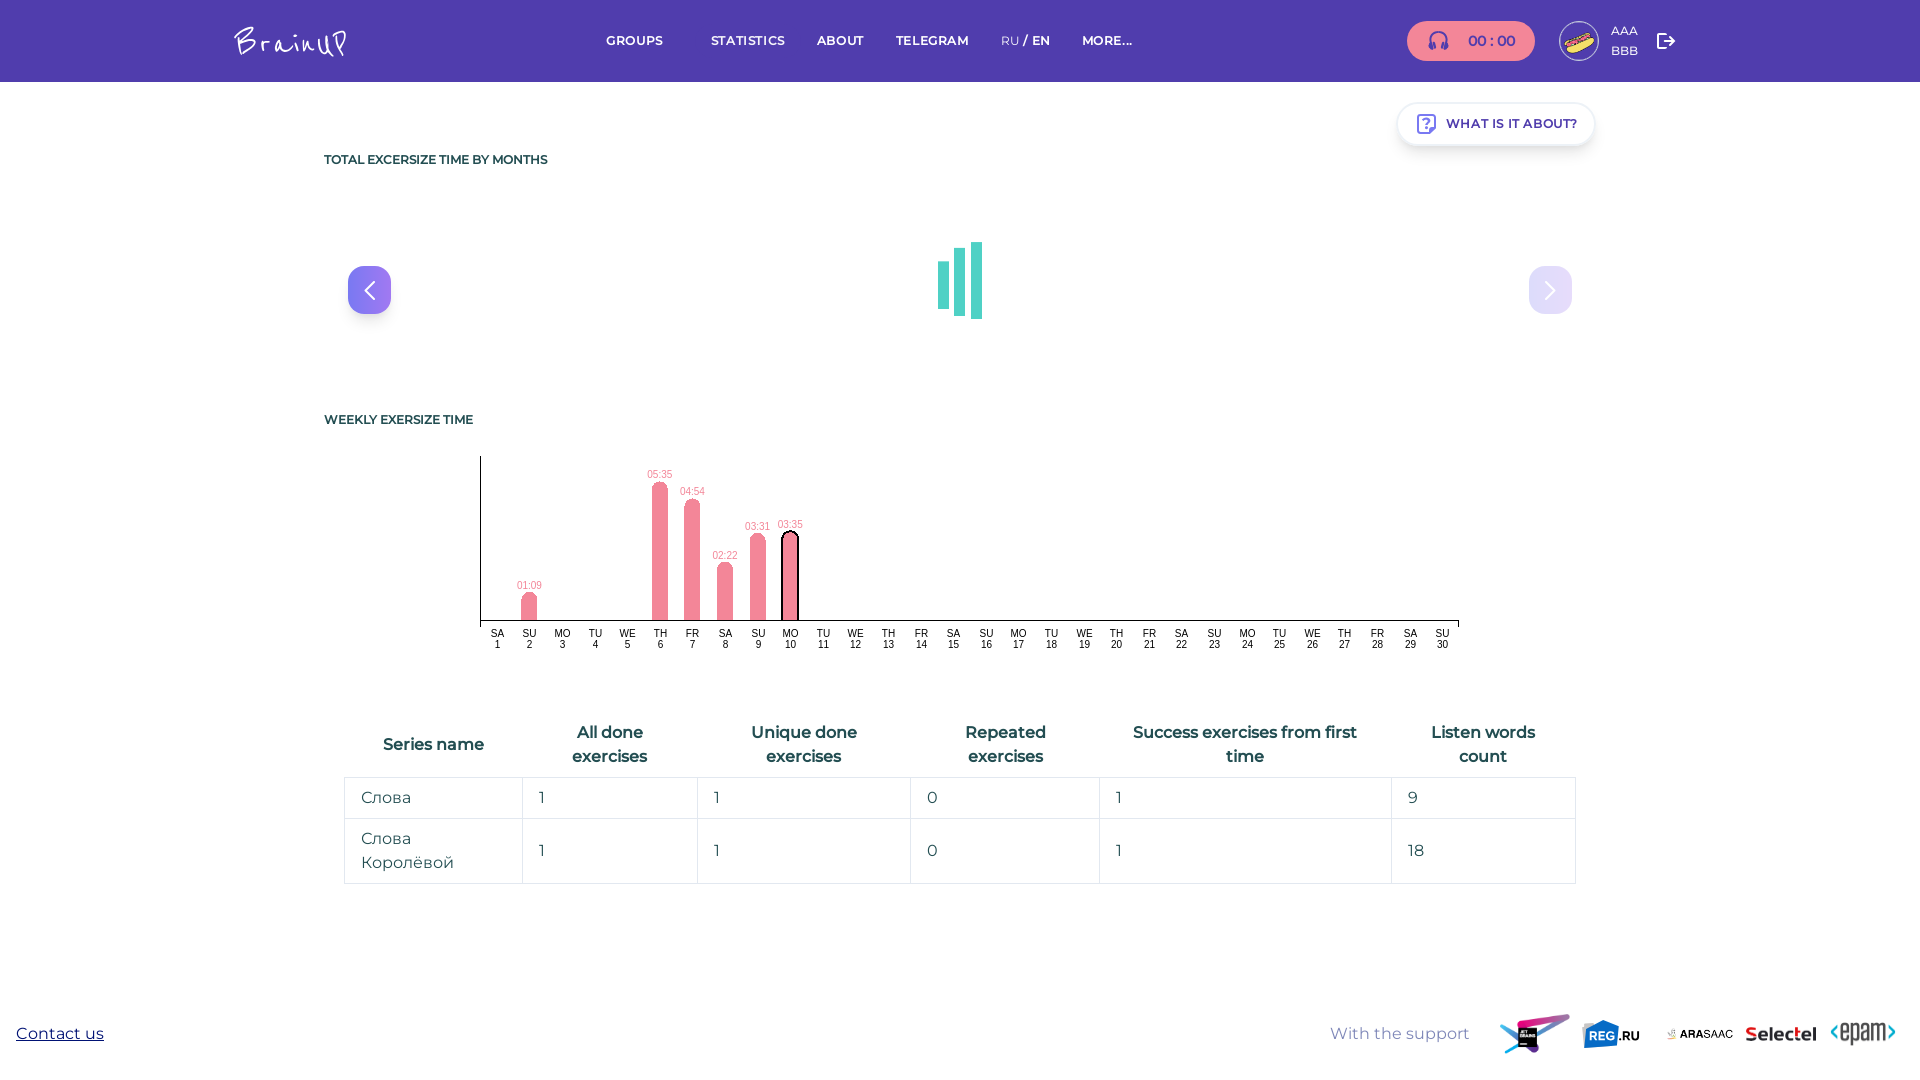 BrainUP
GROUPS
STATISTICS
ABOUT
TELEGRAM
RU / EN
MORE...
00 : 00
AAA
BBB
WHAT IS IT ABOUT?
TOTAL EXCERSIZE TIME BY MONTHS
WEEKLY EXERSIZE TIME
01:09
05:35
04:54
02:22
03:31
03:35
SA SU MO TU WE TH FR SA SU MO TU WE TH FR SA SU MO TU WE TH FR SA SU MO TU WE TH FR SA SU
1 2 3 4 5 6 7 8 9 10 11 12 13 14 15 16 17 18 19 20 21 22 23 24 25 26 27 28 29 30
Series name
All done
exercises
Unique done
exercises
Repeated
exercises
Success exercises from first
time
Listen words
count
Слова 1 1 0 1 9
Слова
Королёвой 1 1 0 1 18
Contact us
With the support
JET
BRAINS
REG.RU
ARASAAC
Selectel
<epam>